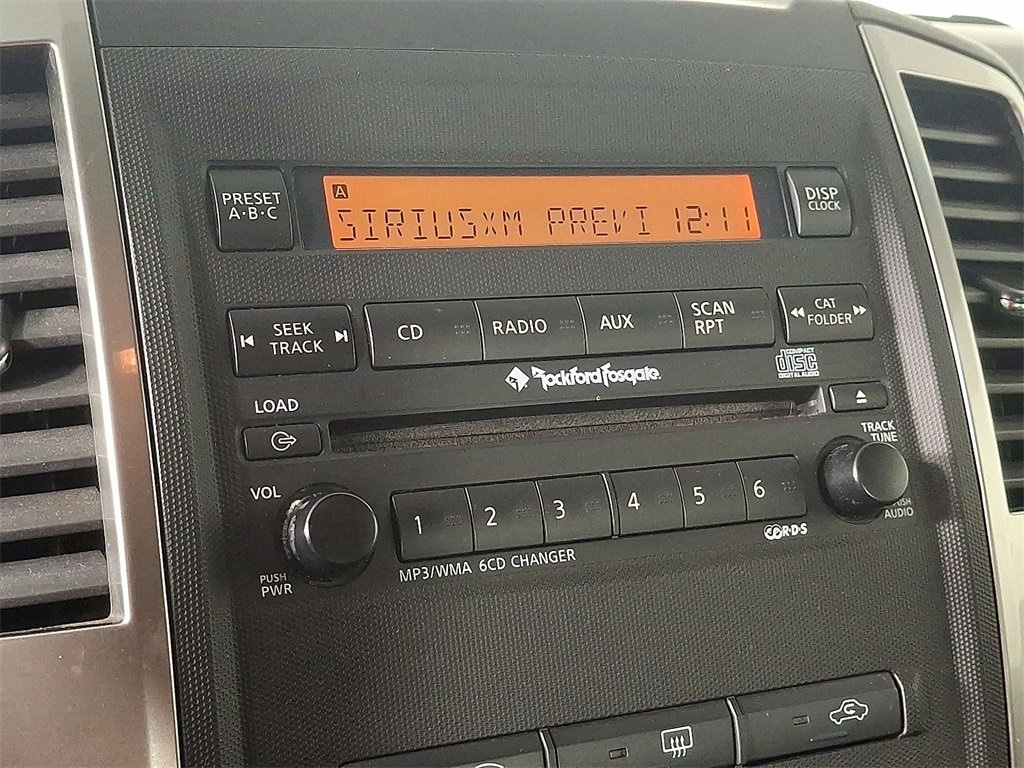 PRESET
A·B·C
A
SIRIUSXM PREVI 12:11
DISP
CLOCK
SEEK
TRACK
CD
RADIO
AUX
SCAN
RPT
CAT
FOLDER
Rockford Fosgate
COMPACT
disc
DIGITAL AUDIO
LOAD
TRACK
TUNE
VOL
1
2
3
4
5
6
PUSH
AUDIO
R·D·S
PUSH
PWR
MP3/WMA 6CD CHANGER